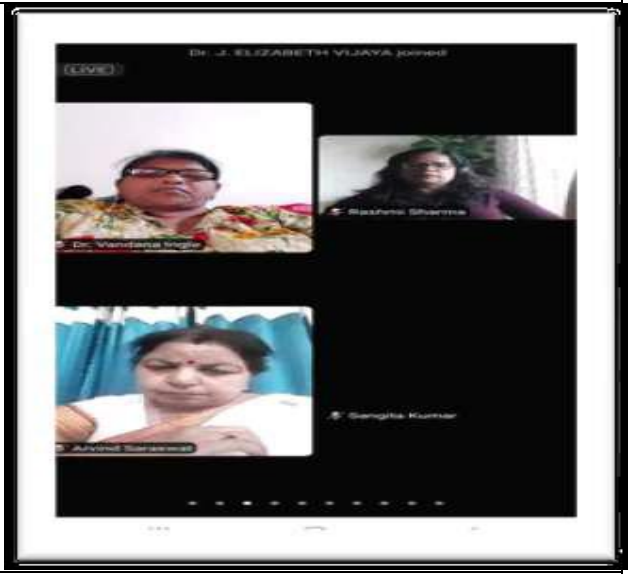 Dr. J. ELIZABETH VIJAYA joined
LIVE
Dr. Vandana Ingle
Rashmi Sharma
Arvind Saraswat
Sangita Kumar